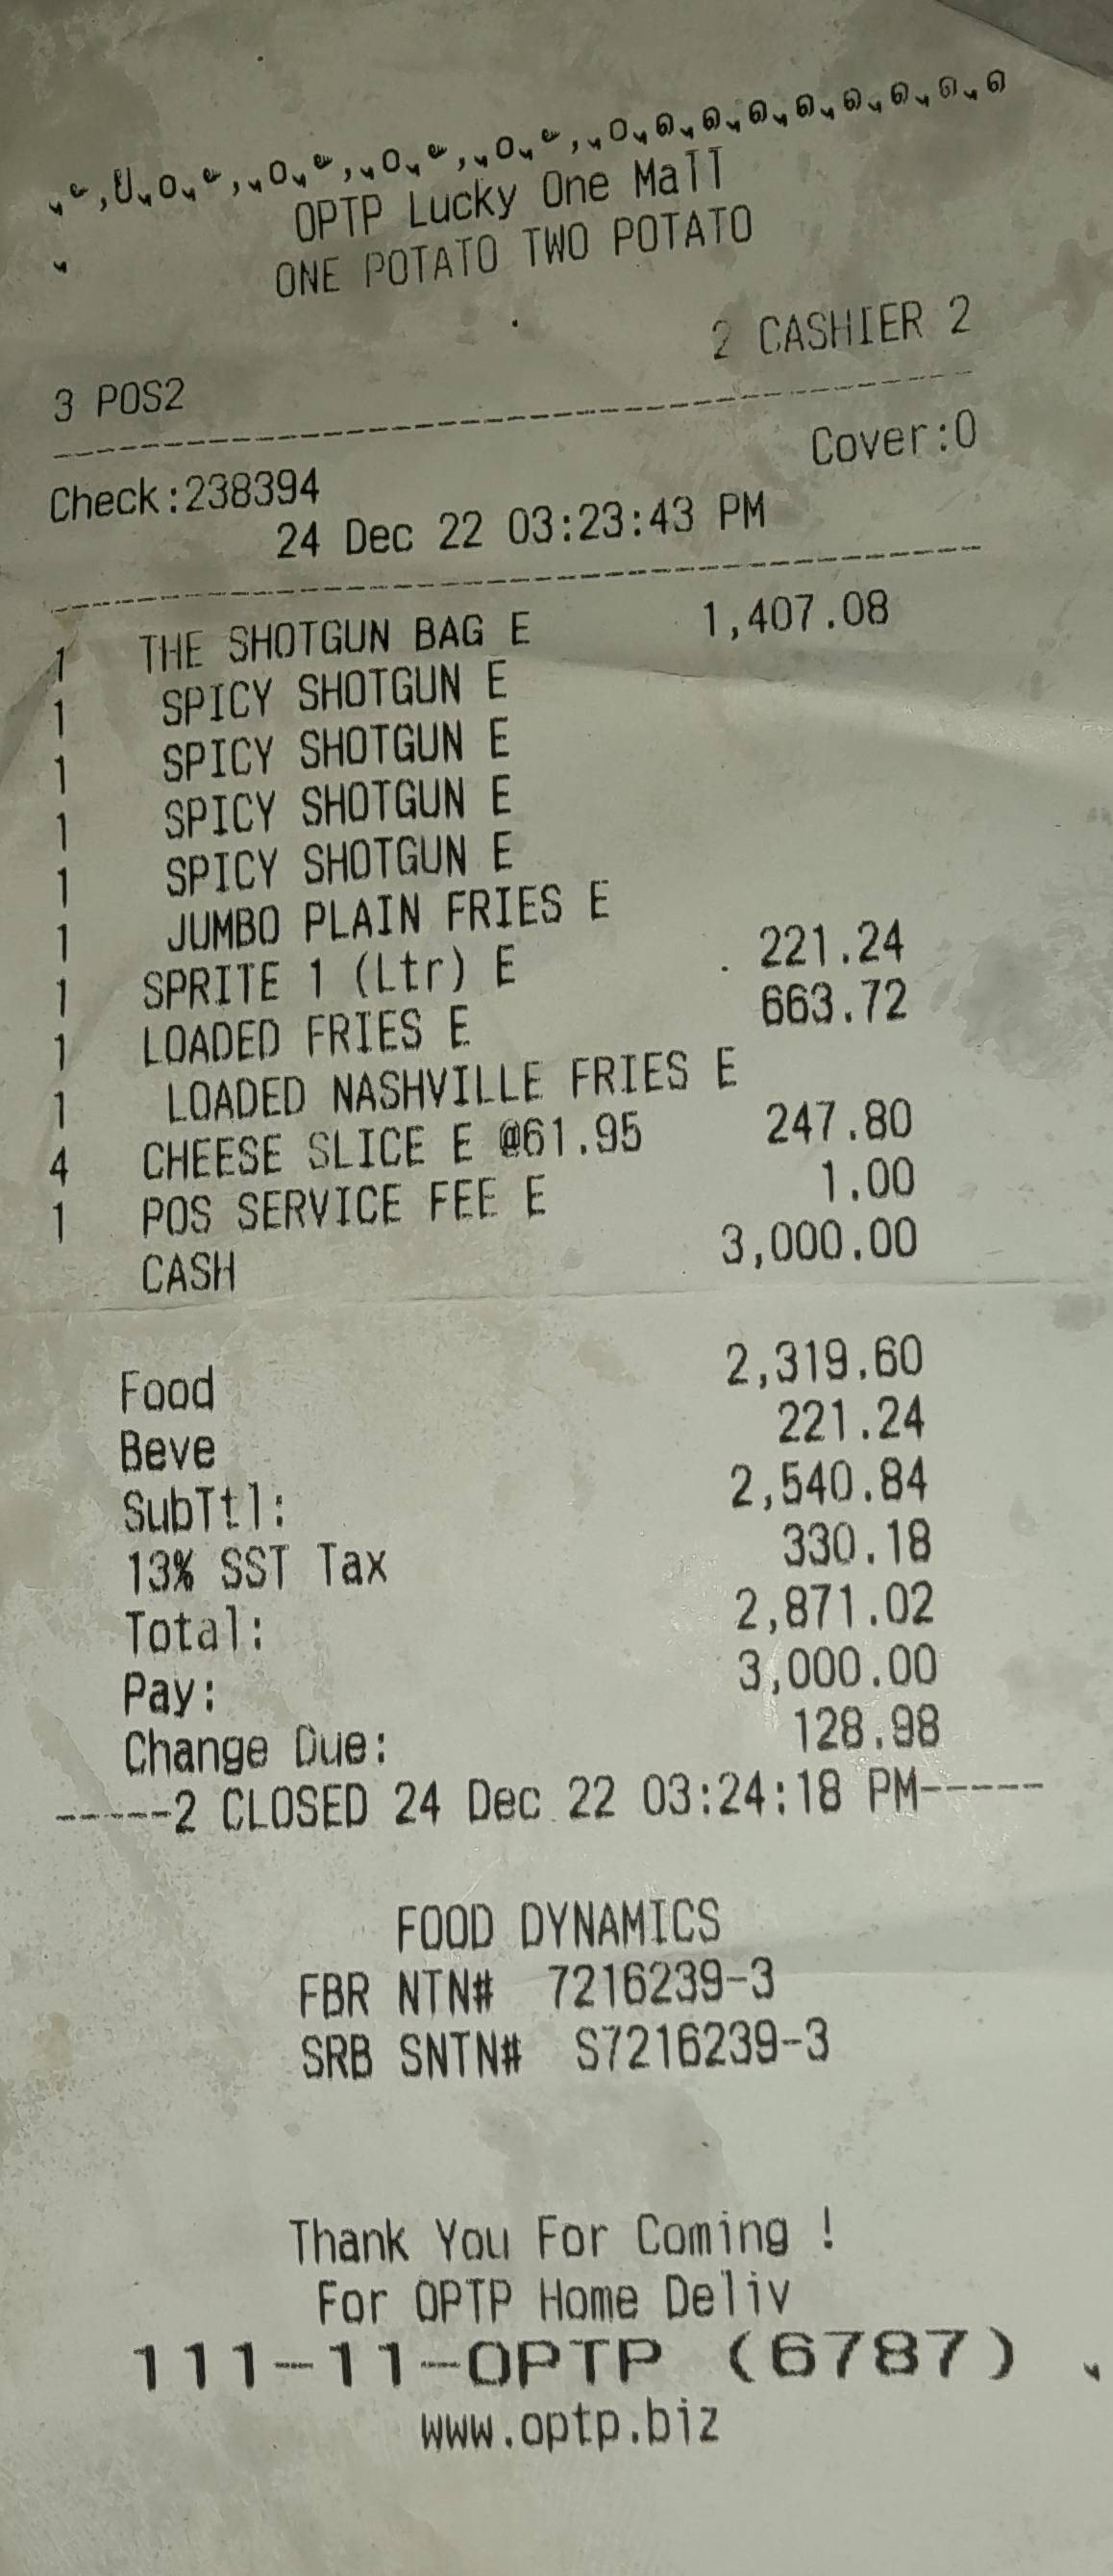 OPTP Lucky One Mall
ONE POTATO TWO POTATO
2 CASHIER 2
3 POS2
Cover:0
Check:238394
24 Dec 22 03:23:43 PM
1 THE SHOTGUN BAG E 1,407.08
1 SPICY SHOTGUN E
1 SPICY SHOTGUN E
1 SPICY SHOTGUN E
1 SPICY SHOTGUN E
1 JUMBO PLAIN FRIES E
1 SPRITE 1 (Ltr) E 221.24
1 LOADED FRIES E 663.72
1 LOADED NASHVILLE FRIES E
4 CHEESE SLICE E @61.95 247.80
1 POS SERVICE FEE E 1.00
CASH 3,000.00
Food 2,319.60
Beve 221.24
SubTtl: 2,540.84
13% SST Tax 330.18
Total: 2,871.02
Pay: 3,000.00
Change Due: 128.98
-----2 CLOSED 24 Dec 22 03:24:18 PM-----
FOOD DYNAMICS
FBR NTN# 7216239-3
SRB SNTN# S7216239-3
Thank You For Coming !
For OPTP Home Deliv
111-11-OPTP (6787)
www.optp.biz